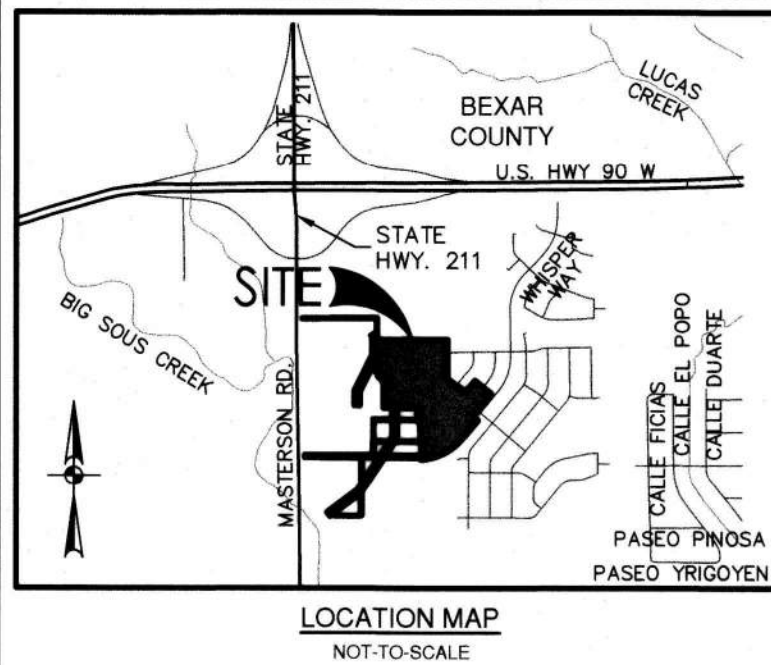 LUCAS
CREEK
BEXAR
COUNTY
STATE
HWY. 211
U.S. HWY 90 W
STATE
HWY. 211
WHISPER
WAY
SITE
BIG SOUS CREEK
MASTERSON RD.
CALLE FICIAS
CALLE EL POPO
CALLE DUARTE
PASEO PINOSA
PASEO YRIGOYEN
LOCATION MAP
NOT-TO-SCALE